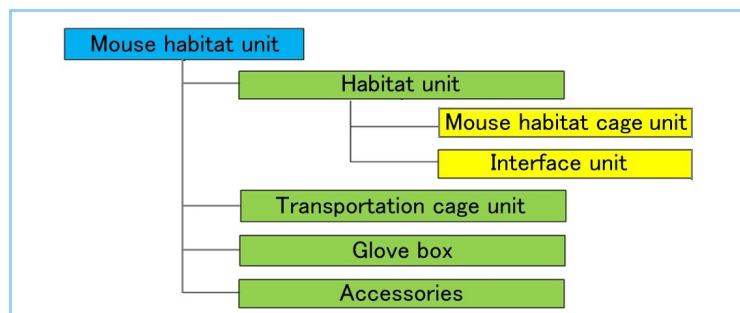 Mouse habitat unit
Habitat unit
Mouse habitat cage unit
Interface unit
Transportation cage unit
Glove box
Accessories